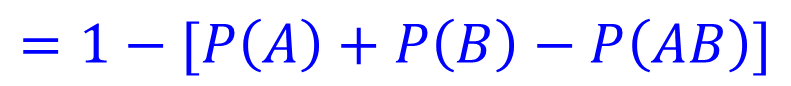 = 1 − [P(A) + P(B) − P(AB)]